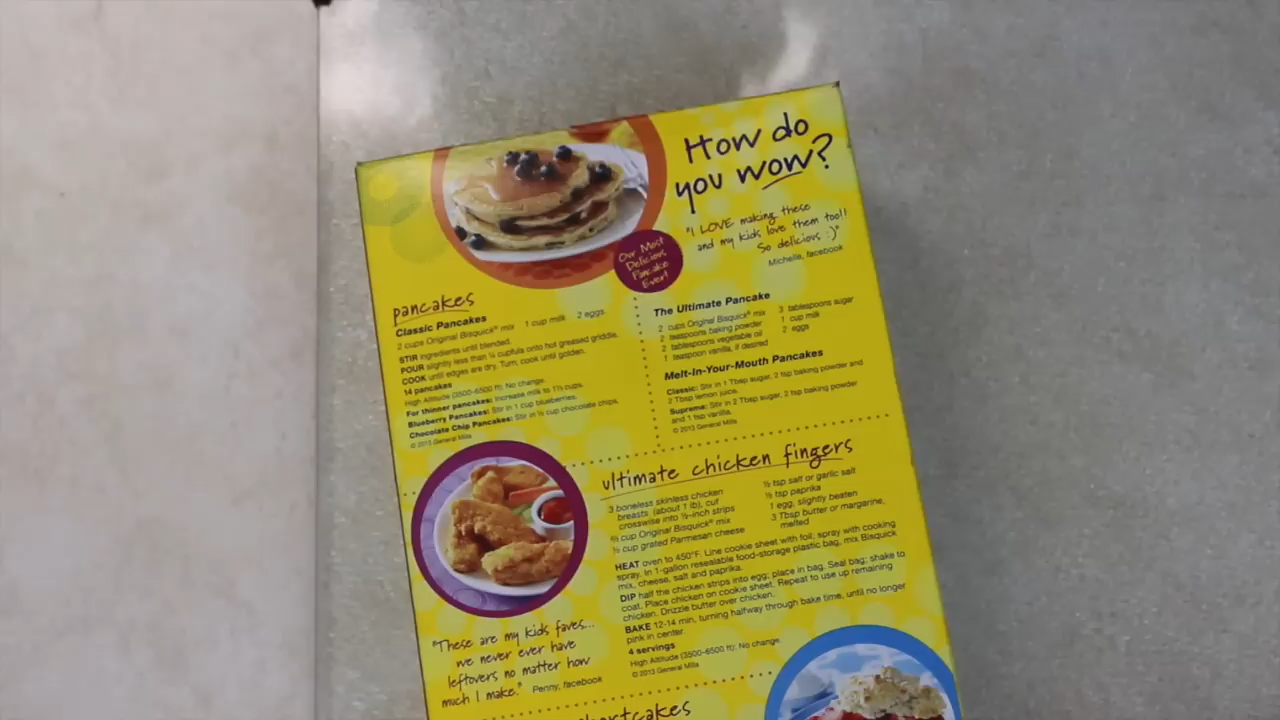 How do
you wow?
"I LOVE making these
and my kids love them too!!
So delicious :)"
Michelle, facebook
Our Most
Delicious
Pancake
Ever!
pancakes
Classic Pancakes
2 cups Original Bisquick® mix 1 cup milk 2 eggs
STIR ingredients until blended.
POUR slightly less than ¼ cupfuls onto hot greased griddle.
COOK until edges are dry. Turn; cook until golden.
14 pancakes
High Altitude (3500-6500 ft): No change.
For thinner pancakes: Increase milk to 1½ cups.
Blueberry Pancakes: Stir in 1 cup blueberries.
Chocolate Chip Pancakes: Stir in ½ cup chocolate chips.
© 2013 General Mills
The Ultimate Pancake
2 cups Original Bisquick® mix
2 teaspoons baking powder
2 tablespoons vegetable oil
1 teaspoon vanilla, if desired
3 tablespoons sugar
1 cup milk
2 eggs
Melt-In-Your-Mouth Pancakes
Classic: Stir in 1 Tbsp sugar, 2 tsp baking powder and
2 Tbsp lemon juice.
Supreme: Stir in 2 Tbsp sugar, 2 tsp baking powder
and 1 tsp vanilla.
© 2013 General Mills
ultimate chicken fingers
3 boneless skinless chicken
breasts (about 1 lb), cut
crosswise into ½-inch strips
⅔ cup Original Bisquick® mix
½ cup grated Parmesan cheese
½ tsp salt or garlic salt
½ tsp paprika
1 egg, slightly beaten
3 Tbsp butter or margarine,
melted
HEAT oven to 450°F. Line cookie sheet with foil; spray with cooking
spray. In 1-gallon resealable food-storage plastic bag, mix Bisquick
mix, cheese, salt and paprika.
DIP half the chicken strips into egg; place in bag. Seal bag; shake to
coat. Place chicken on cookie sheet. Repeat to use up remaining
chicken. Drizzle butter over chicken.
BAKE 12-14 min, turning halfway through bake time, until no longer
pink in center.
4 servings
High Altitude (3500-6500 ft): No change.
© 2013 General Mills
"These are my kids faves...
we never ever have
leftovers no matter how
much I make."
Penny, facebook